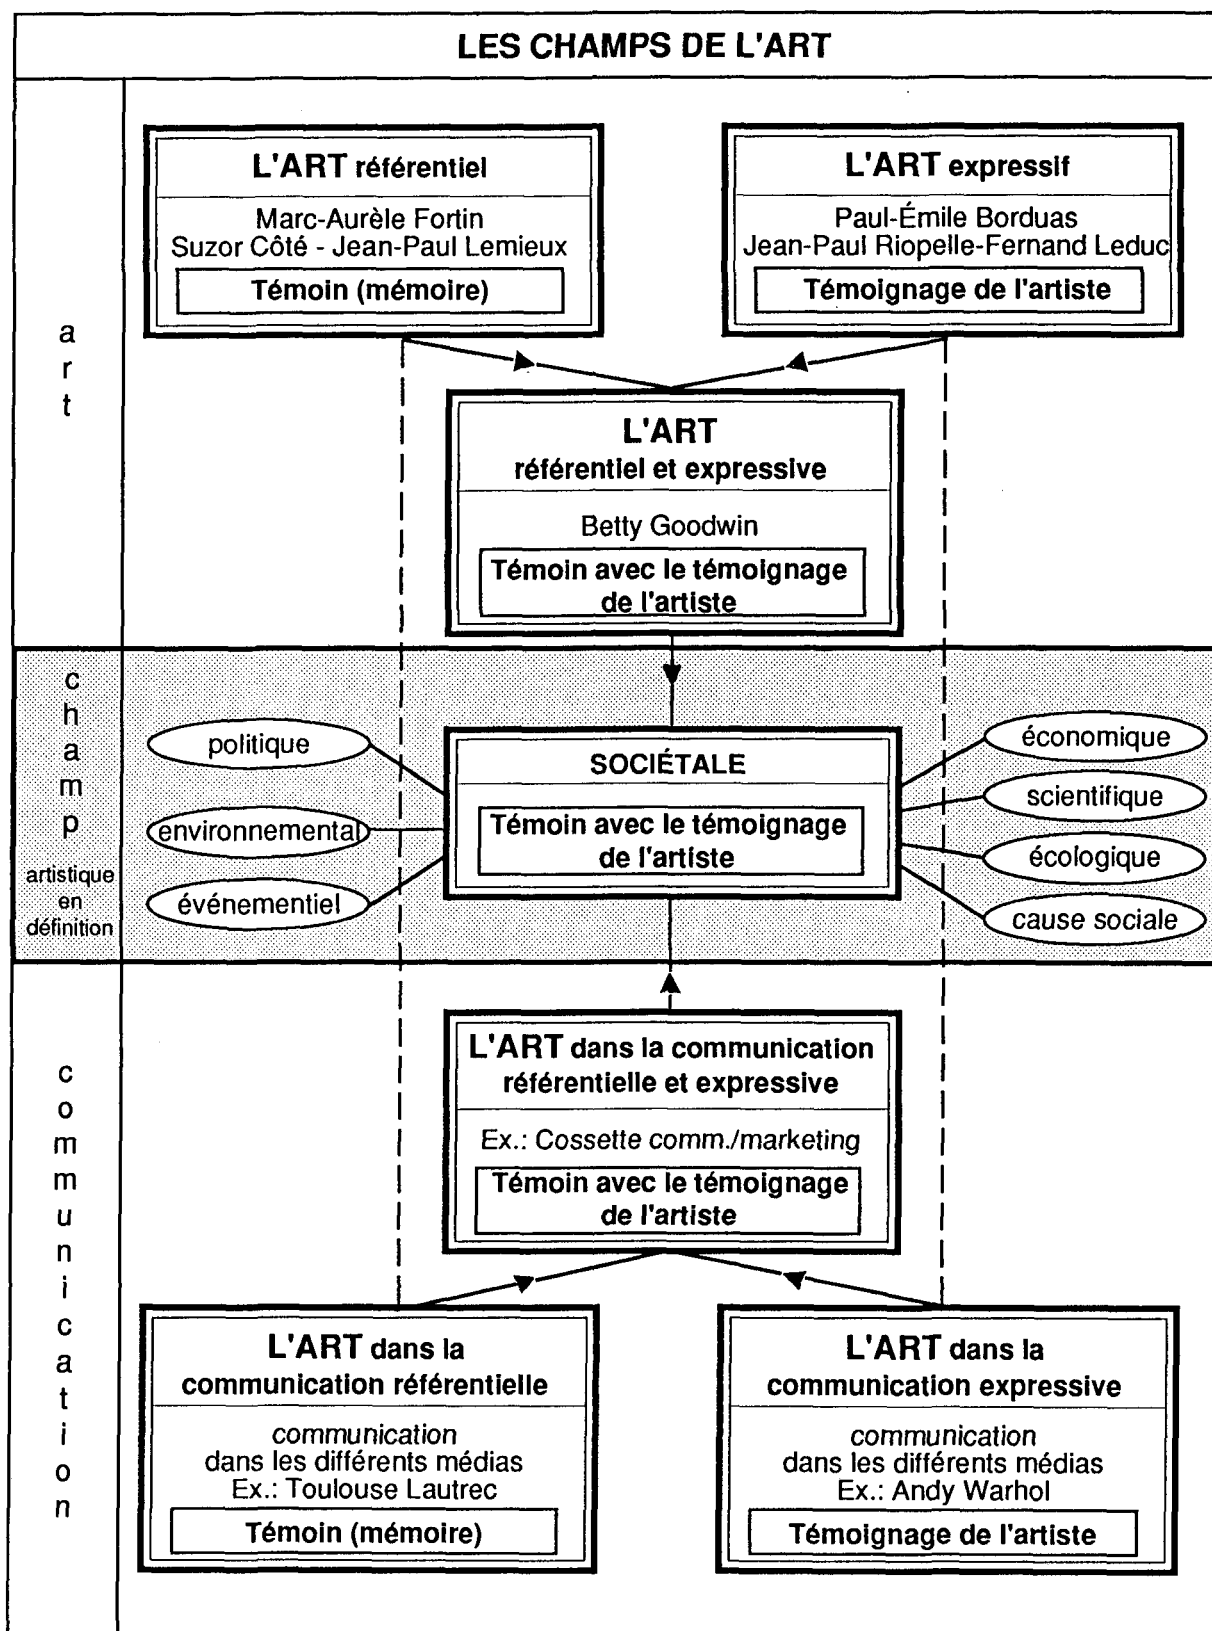 LES CHAMPS DE L'ART
art
L'ART référentiel
Marc-Aurèle Fortin
Suzor Côté - Jean-Paul Lemieux
Témoin (mémoire)
L'ART expressif
Paul-Émile Borduas
Jean-Paul Riopelle-Fernand Leduc
Témoignage de l'artiste
L'ART
référentiel et expressive
Betty Goodwin
Témoin avec le témoignage
de l'artiste
champ
artistique
en
définition
politique
environnemental
événementiel
SOCIÉTALE
Témoin avec le témoignage
de l'artiste
économique
scientifique
écologique
cause sociale
communication
L'ART dans la communication
référentielle et expressive
Ex.: Cossette comm./marketing
Témoin avec le témoignage
de l'artiste
L'ART dans la
communication référentielle
communication
dans les différents médias
Ex.: Toulouse Lautrec
Témoin (mémoire)
L'ART dans la
communication expressive
communication
dans les différents médias
Ex.: Andy Warhol
Témoignage de l'artiste